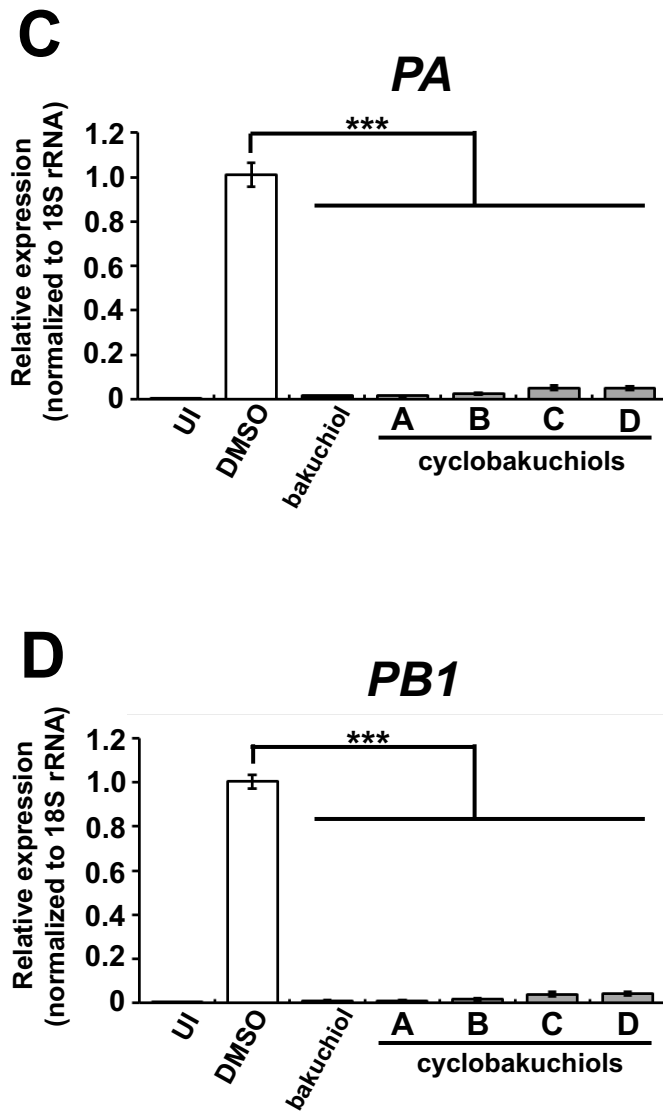 C
PA
Relative expression
(normalized to 18S rRNA)
1.2
1.0
0.8
0.6
0.4
0.2
0
***
UI
DMSO
bakuchiol
A B C D
cyclobakuchiols
D
PB1
Relative expression
(normalized to 18S rRNA)
1.2
1.0
0.8
0.6
0.4
0.2
0
***
UI
DMSO
bakuchiol
A B C D
cyclobakuchiols